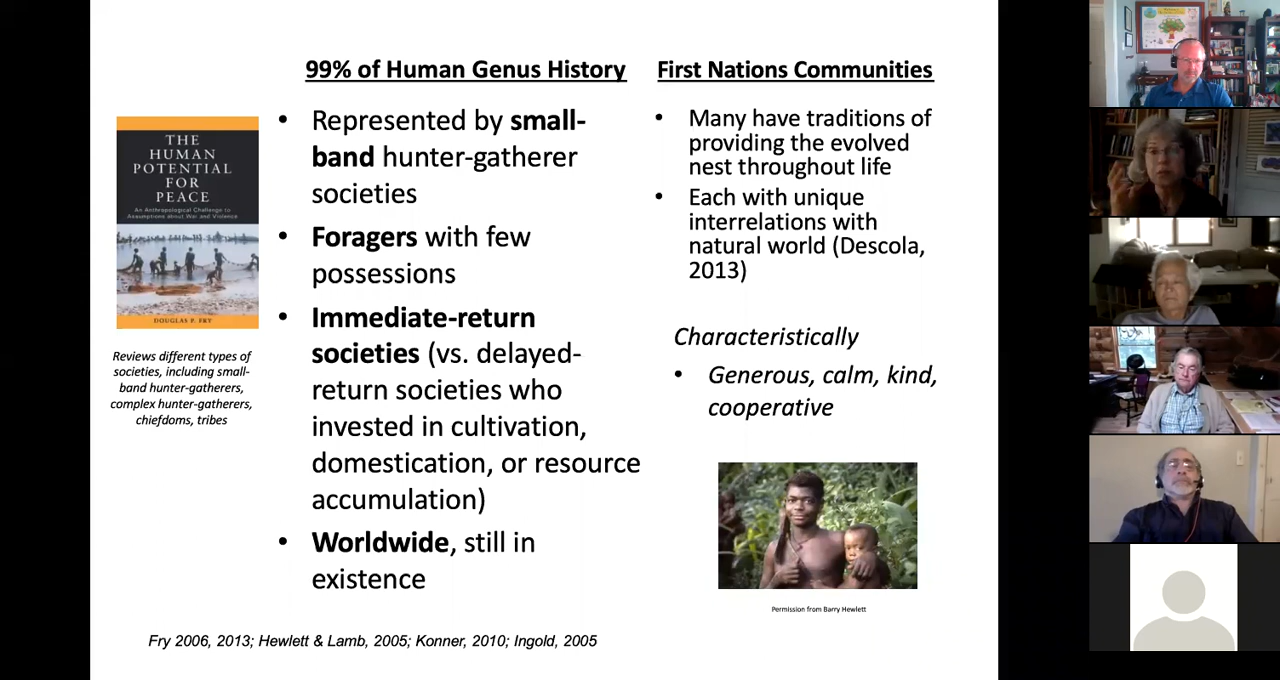 99% of Human Genus History
• Represented by small-
band hunter-gatherer
societies
• Foragers with few
possessions
• Immediate-return
societies (vs. delayed-
return societies who
invested in cultivation,
domestication, or resource
accumulation)
• Worldwide, still in
existence
First Nations Communities
• Many have traditions of
providing the evolved
nest throughout life
• Each with unique
interrelations with
natural world (Descola,
2013)
Characteristically
• Generous, calm, kind,
cooperative
Permission from Barry Hewlett
THE
HUMAN
POTENTIAL
FOR
PEACE
An Anthropological Challenge to
Assumptions about War and Violence
DOUGLAS P. FRY
Reviews different types of
societies, including small-
band hunter-gatherers,
complex hunter-gatherers,
chiefdoms, tribes
Fry 2006, 2013; Hewlett & Lamb, 2005; Konner, 2010; Ingold, 2005